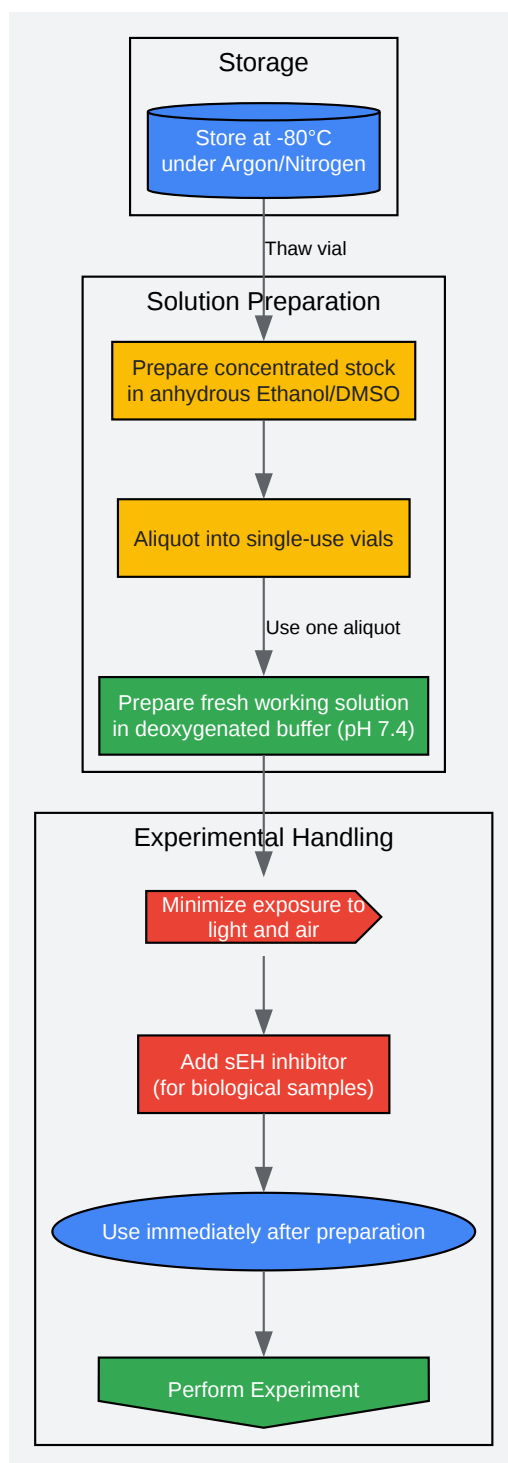 Storage
Store at -80°C
under Argon/Nitrogen
Thaw vial
Solution Preparation
Prepare concentrated stock
in anhydrous Ethanol/DMSO
Aliquot into single-use vials
Use one aliquot
Prepare fresh working solution
in deoxygenated buffer (pH 7.4)
Experimental Handling
Minimize exposure to
light and air
Add sEH inhibitor
(for biological samples)
Use immediately after preparation
Perform Experiment